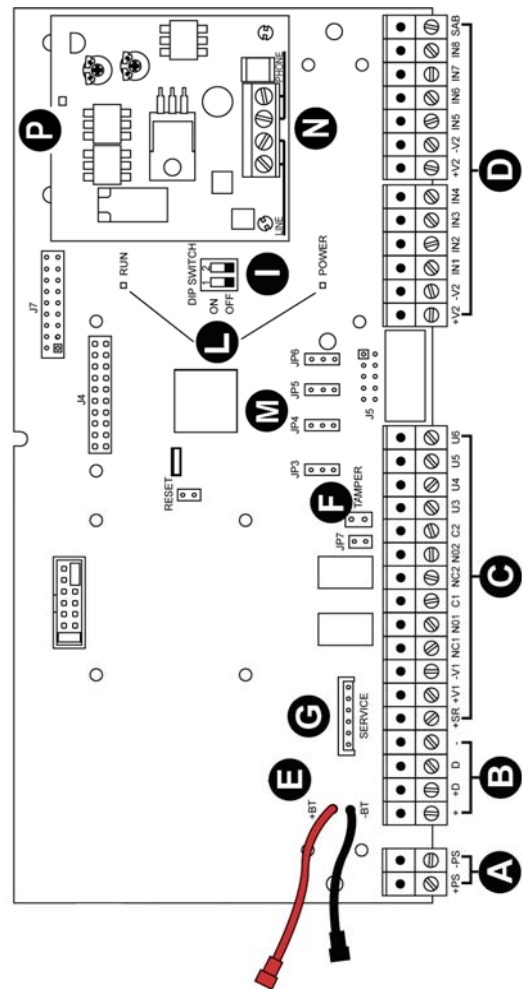 P
J7
J4
RUN
RESET
DIP SWITCH
1 2
ON
OFF
I
L
M
N
LINE
PHONE
POWER
E
+BT
-BT
G
SERVICE
F
TAMPER
JP7
JP3
JP4
JP5
JP6
J5
+PS -PS
+ +D D - +SR +V1 -V1 NC1 N01 C1 NC2 N02 C2 U3 U4 U5 U6
+V2 -V2 IN1 IN2 IN3 IN4 +V2 -V2 IN5 IN6 IN7 IN8 SAB
A
B
C
D